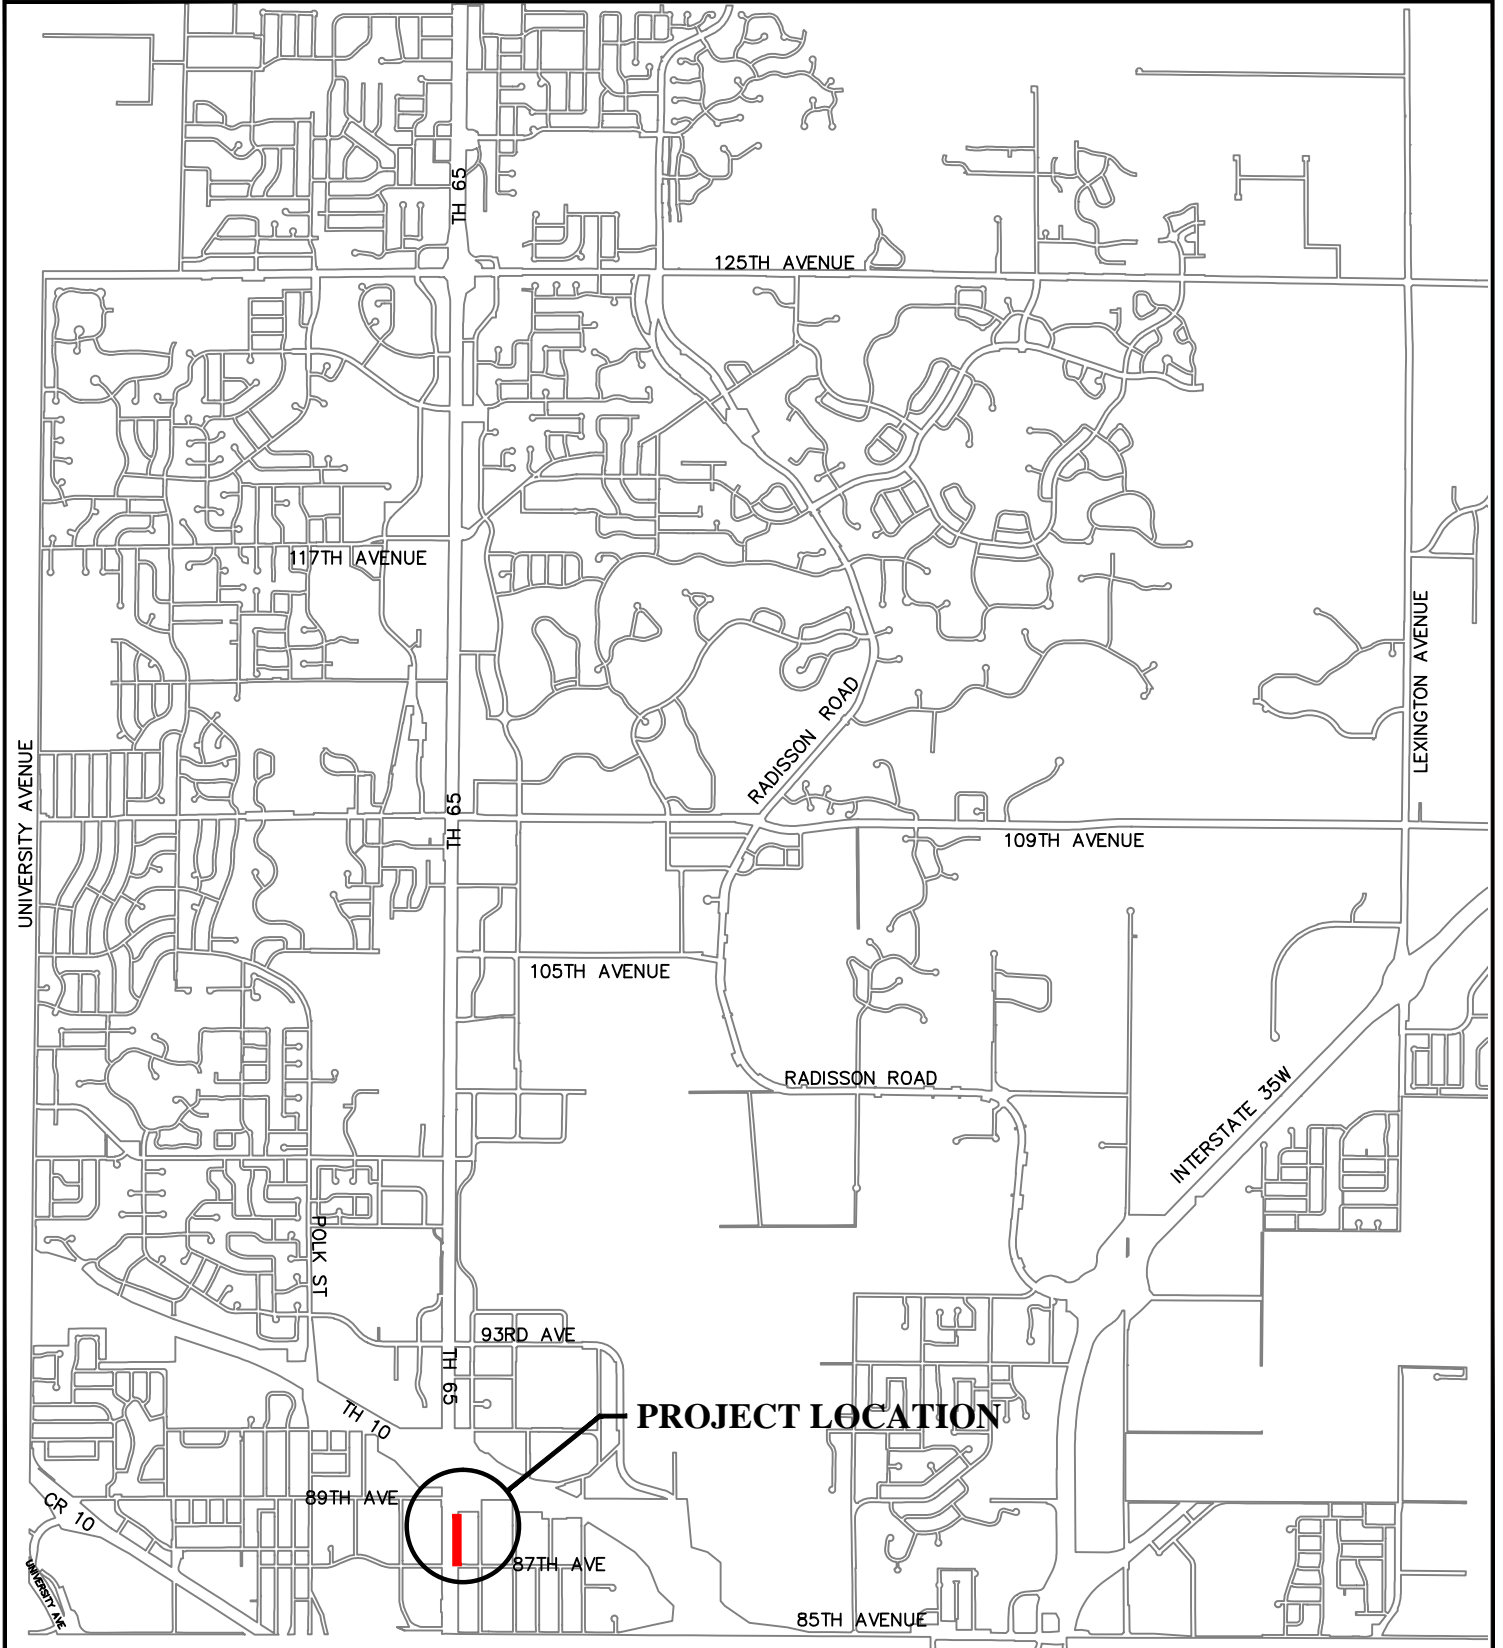 TH 65
125TH AVENUE
117TH AVENUE
LEXINGTON AVENUE
RADISSON ROAD
UNIVERSITY AVENUE
TH 65
109TH AVENUE
105TH AVENUE
RADISSON ROAD
INTERSTATE 35W
POLK ST
93RD AVE
TH 65
TH 10
PROJECT LOCATION
89TH AVE
CR 10
87TH AVE
UNIVERSITY AVE
85TH AVENUE